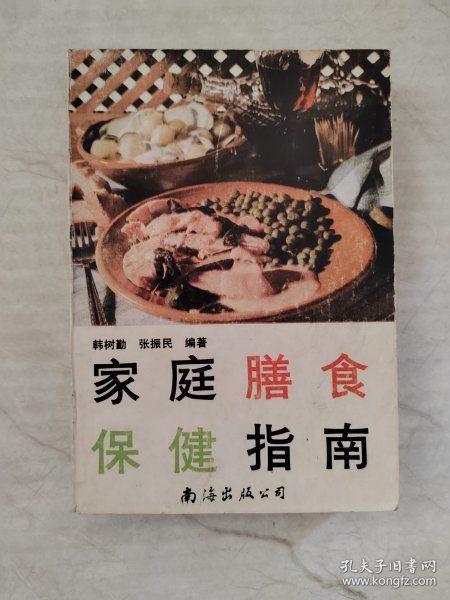 韩树勤 张振民 编著
家庭膳食
保健指南
南海出版公司
孔夫子旧书网
www.kongfz.com